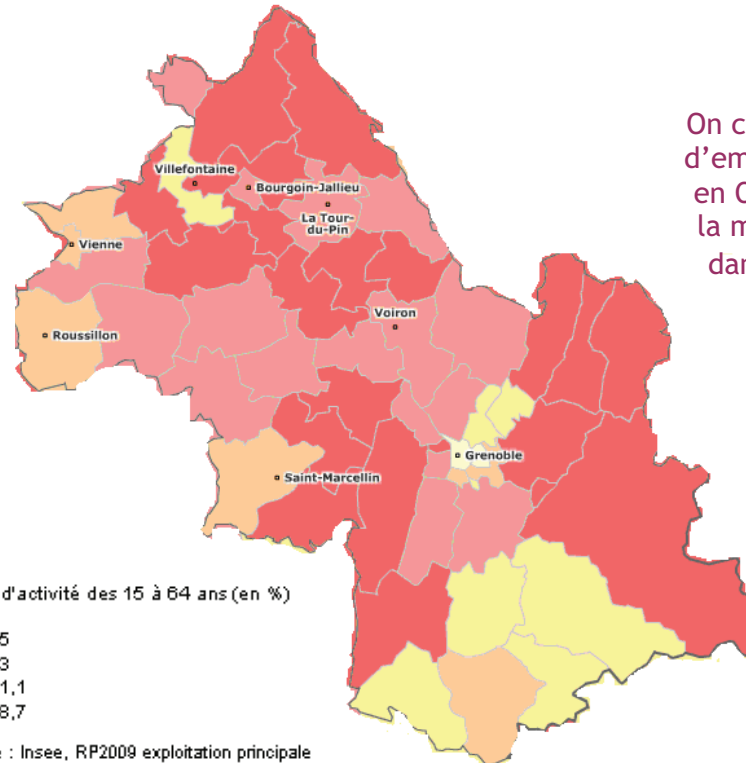 On c
d'em
en C
la m
dan
Villefontaine
Bourgoin-Jallieu
La Tour-
du-Pin
Vienne
Voiron
Roussillon
Grenoble
Saint-Marcellin
d'activité des 15 à 64 ans (en %)
5
3
1,1
8,7
: Insee, RP2009 exploitation principale